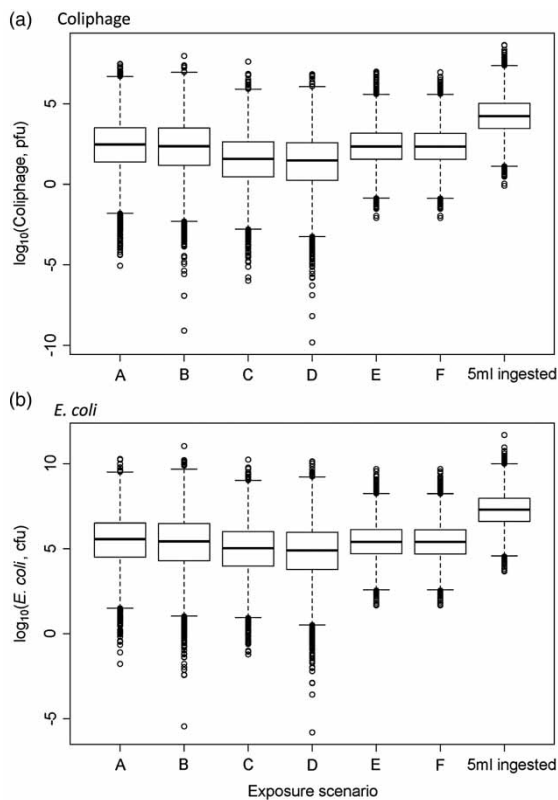 (a) Coliphage
log10(Coliphage, pfu)
5
0
-5
-10
A B C D E F 5ml ingested
(b) E. coli
log10(E. coli, cfu)
10
5
0
-5
A B C D E F 5ml ingested
Exposure scenario